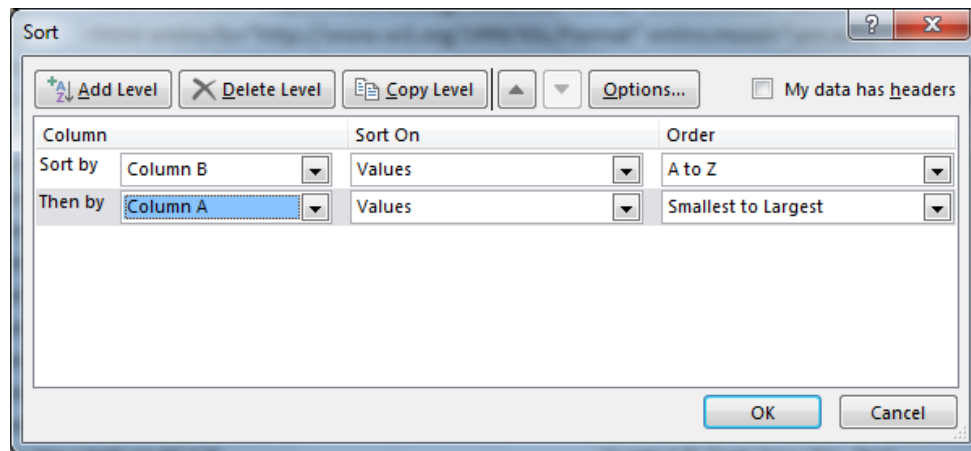 Sort
Add Level Delete Level Copy Level Options... My data has headers
Column Sort On Order
Sort by Column B Values A to Z
Then by Column A Values Smallest to Largest
OK Cancel